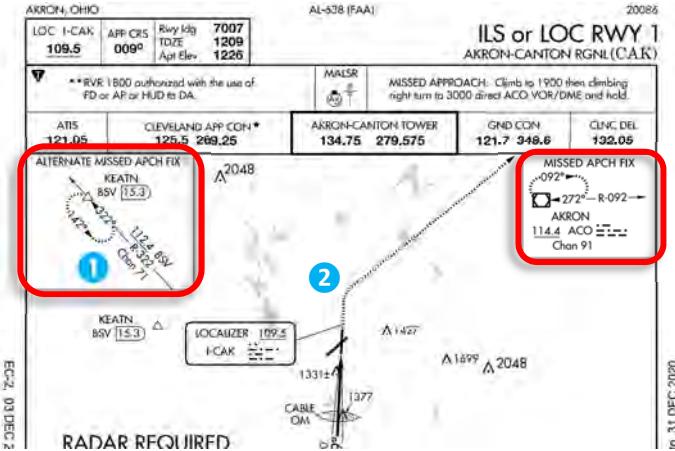 AKRON, OHIO
AL-638 (FAA)
20086
LOC I-CAK
109.5
APP CRS
009°
Rwy ldg 7007
TDZE 1209
Apt Elev 1226
ILS or LOC RWY 1
AKRON-CANTON RGNL (CAK)
T
**RVR 1800 authorized with the use of
FD or AP or HUD to DA.
MALSR
A5
MISSED APPROACH: Climb to 1900 then climbing
right turn to 3000 direct ACO VOR/DME and hold.
ATIS
121.05
CLEVELAND APP CON*
125.5 269.25
AKRON-CANTON TOWER
134.75 279.575
GND CON
121.7 348.6
CLNC DEL
132.05
ALTERNATE MISSED APCH FIX
KEATN
BSV 15.3
322°
142°
112.4 BSV
R-322
Chan 71
1
2048
MISSED APCH FIX
092°
272°
R-092
AKRON
114.4 ACO
Chan 91
2
KEATN
BSV 15.3
LOCALIZER 109.5
I-CAK
1427
1331±
1699
2048
1377
CABLE
OM
RADAR REQUIRED
EC-2, 03 DEC 2
to 31 DEC 2020